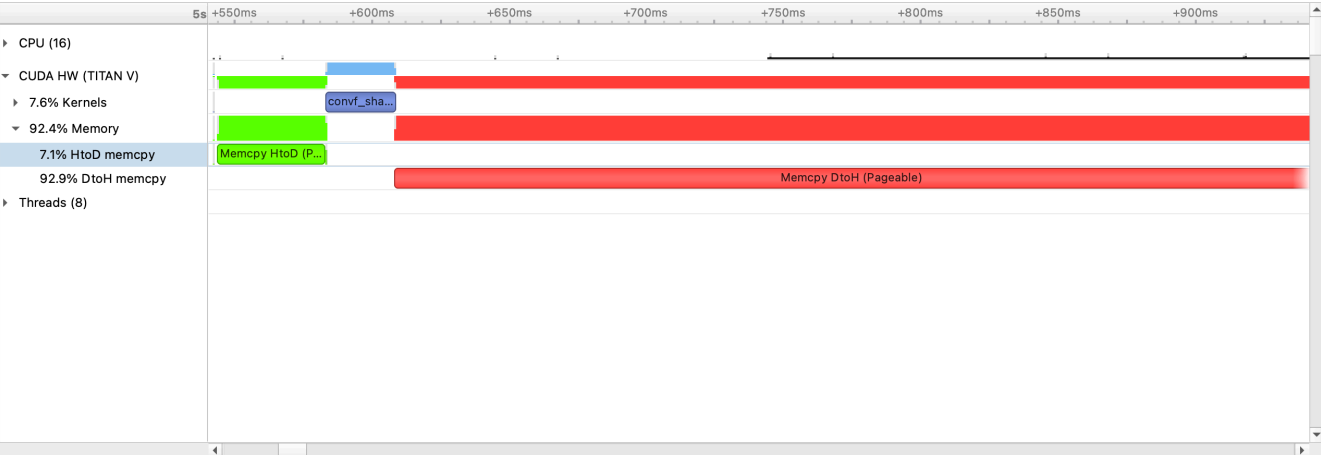 5s +550ms +600ms +650ms +700ms +750ms +800ms +850ms +900ms
CPU (16)
CUDA HW (TITAN V)
7.6% Kernels
convf_sha...
92.4% Memory
7.1% HtoD memcpy
Memcpy HtoD (P...
92.9% DtoH memcpy
Memcpy DtoH (Pageable)
Threads (8)